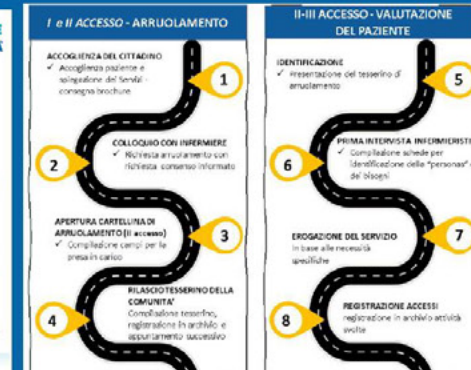 I e II ACCESSO - ARRUOLAMENTO
ACCOGLIENZA DEL CITTADINO
✓ Accoglienza paziente e
spiegazione dei Servizi -
consegna brochure
1
COLLOQUIO CON INFERMIERE
✓ Richiesta arruolamento con
richiesta consenso informato
2
APERTURA CARTELLINA DI
ARRUOLAMENTO (II accesso)
✓ Compilazione campi per la
presa in carico
3
RILASCIO TESSERINO DELLA
COMUNITA'
Compilazione tesserino,
registrazione in archivio e
appuntamento successivo
4
II-III ACCESSO - VALUTAZIONE
DEL PAZIENTE
IDENTIFICAZIONE
✓ Presentazione del tesserino di
arruolamento
5
PRIMA INTERVISTA INFERMIERISTI
✓ Compilazione schede per
identificazione della "persona" e
dei bisogni
6
EROGAZIONE DEL SERVIZIO
in base alle necessità
specifiche
7
REGISTRAZIONE ACCESSI
registrazione in archivio attività
svolte
8